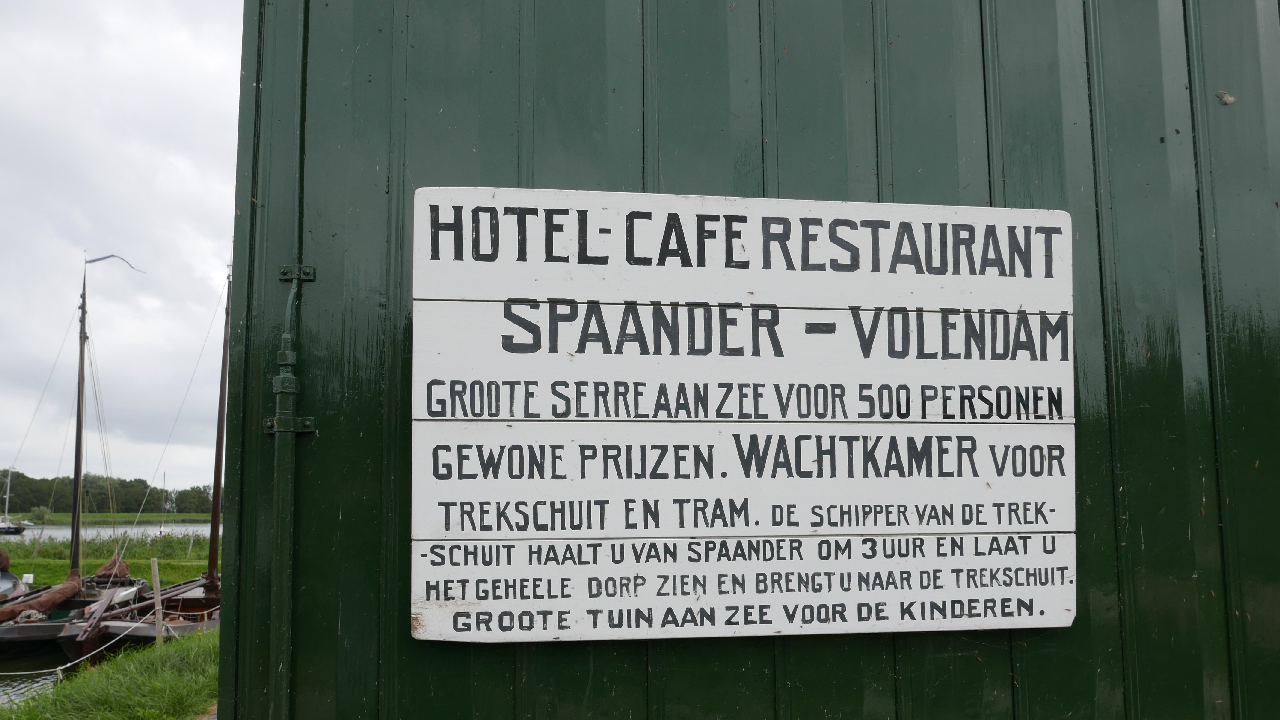 HOTEL-CAFE RESTAURANT
SPAANDER - VOLENDAM
GROOTE SERRE AAN ZEE VOOR 500 PERSONEN
GEWONE PRIJZEN. WACHTKAMER VOOR
TREKSCHUIT EN TRAM. DE SCHIPPER VAN DE TREK-
-SCHUIT HAALT U VAN SPAANDER OM 3 UUR EN LAAT U
HET GEHEELE DORP ZIEN EN BRENGT U NAAR DE TREKSCHUIT.
GROOTE TUIN AAN ZEE VOOR DE KINDEREN.